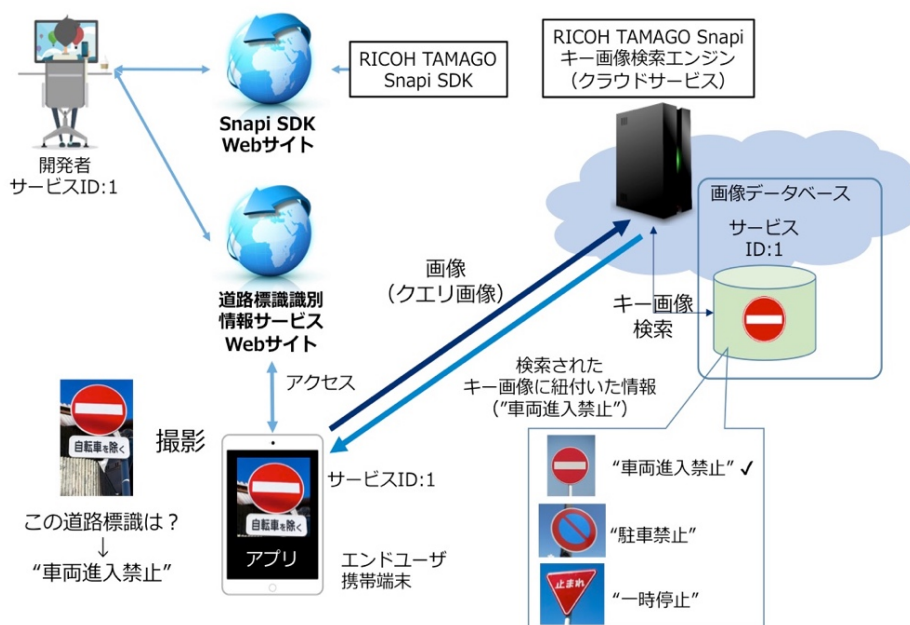 RICOH TAMAGO
Snapi SDK
RICOH TAMAGO Snapi
キー画像検索エンジン
（クラウドサービス）
Snapi SDK
Webサイト
開発者
サービスID:1
画像データベース
サービス
ID:1
画像
（クエリ画像）
道路標識識別
情報サービス
Webサイト
キー画像
検索
アクセス
検索された
キー画像に紐付いた情報
（”車両進入禁止”）
自転車を除く
撮影
サービスID:1
自転車を除く
アプリ
エンドユーザ
携帯端末
この道路標識は？
↓
“車両進入禁止”
“車両進入禁止” ✓
“駐車禁止”
止まれ
“一時停止”